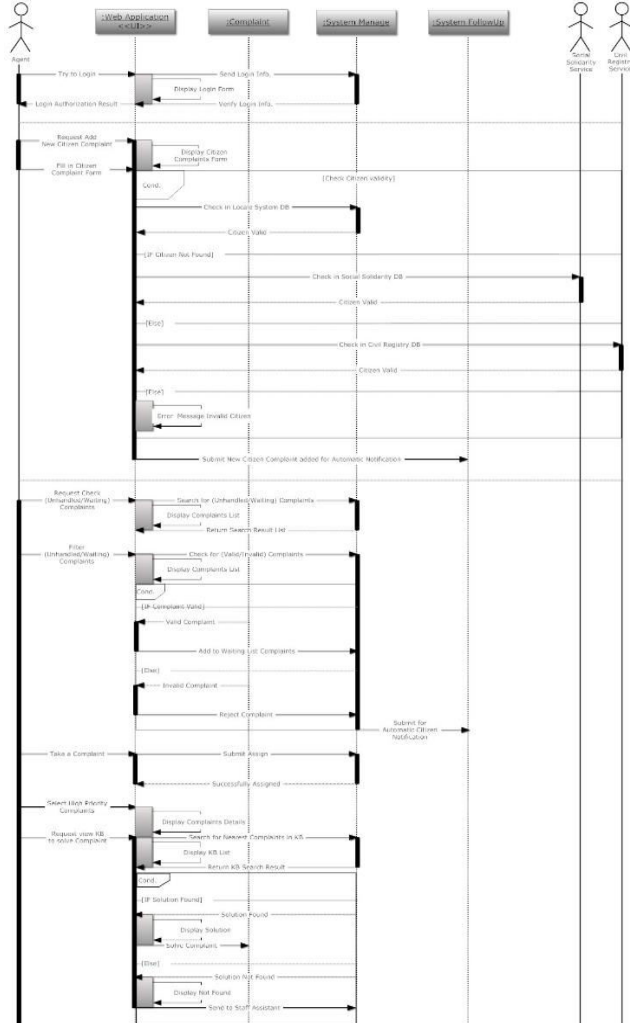 :Web Application
<<UI>>
:Complaint
:System Manage
:System FollowUp
Agent
Social
Solidarity
Service
Civil
Registry
Service
Try to Login
Send Login Info.
Display Login Form
Login Authorization Result
Verify Login Info.
Request Add
New Citizen Complaint
Display Citizen
Complaints Form
Fill in Citizen
Complaint Form
[Check Citizen validity]
Cond.
Check in Locale System DB
Citizen Valid
[IF Citizen Not Found]
Check in Social Solidarity DB
Citizen Valid
[Else]
Check in Civil Registry DB
Citizen Valid
[Else]
Error Message Invalid Citizen
Submit New Citizen Complaint added for Automatic Notification
Request Check
(Unhandled/Waiting)
Complaints
Search for (Unhandled/Waiting) Complaints
Display Complaints List
Return Search Result List
Filter
(Unhandled/Waiting)
Complaints
Check for (Valid/Invalid) Complaints
Display Complaints List
Cond.
[IF Complaint Valid]
Valid Complaint
Add to Waiting List Complaints
[Else]
Invalid Complaint
Reject Complaint
Submit for
Automatic Citizen
Notification
Take a Complaint
Submit Assign
Successfully Assigned
Select High Priority
Complaints
Display Complaints Details
Request view KB
to solve Complaint
Search for Nearest Complaints in KB
Display KB List
Return KB Search Result
Cond.
[IF Solution Found]
Solution Found
Display Solution
Solve Complaint
[Else]
Solution Not Found
Display Not Found
Send to Staff Assistant